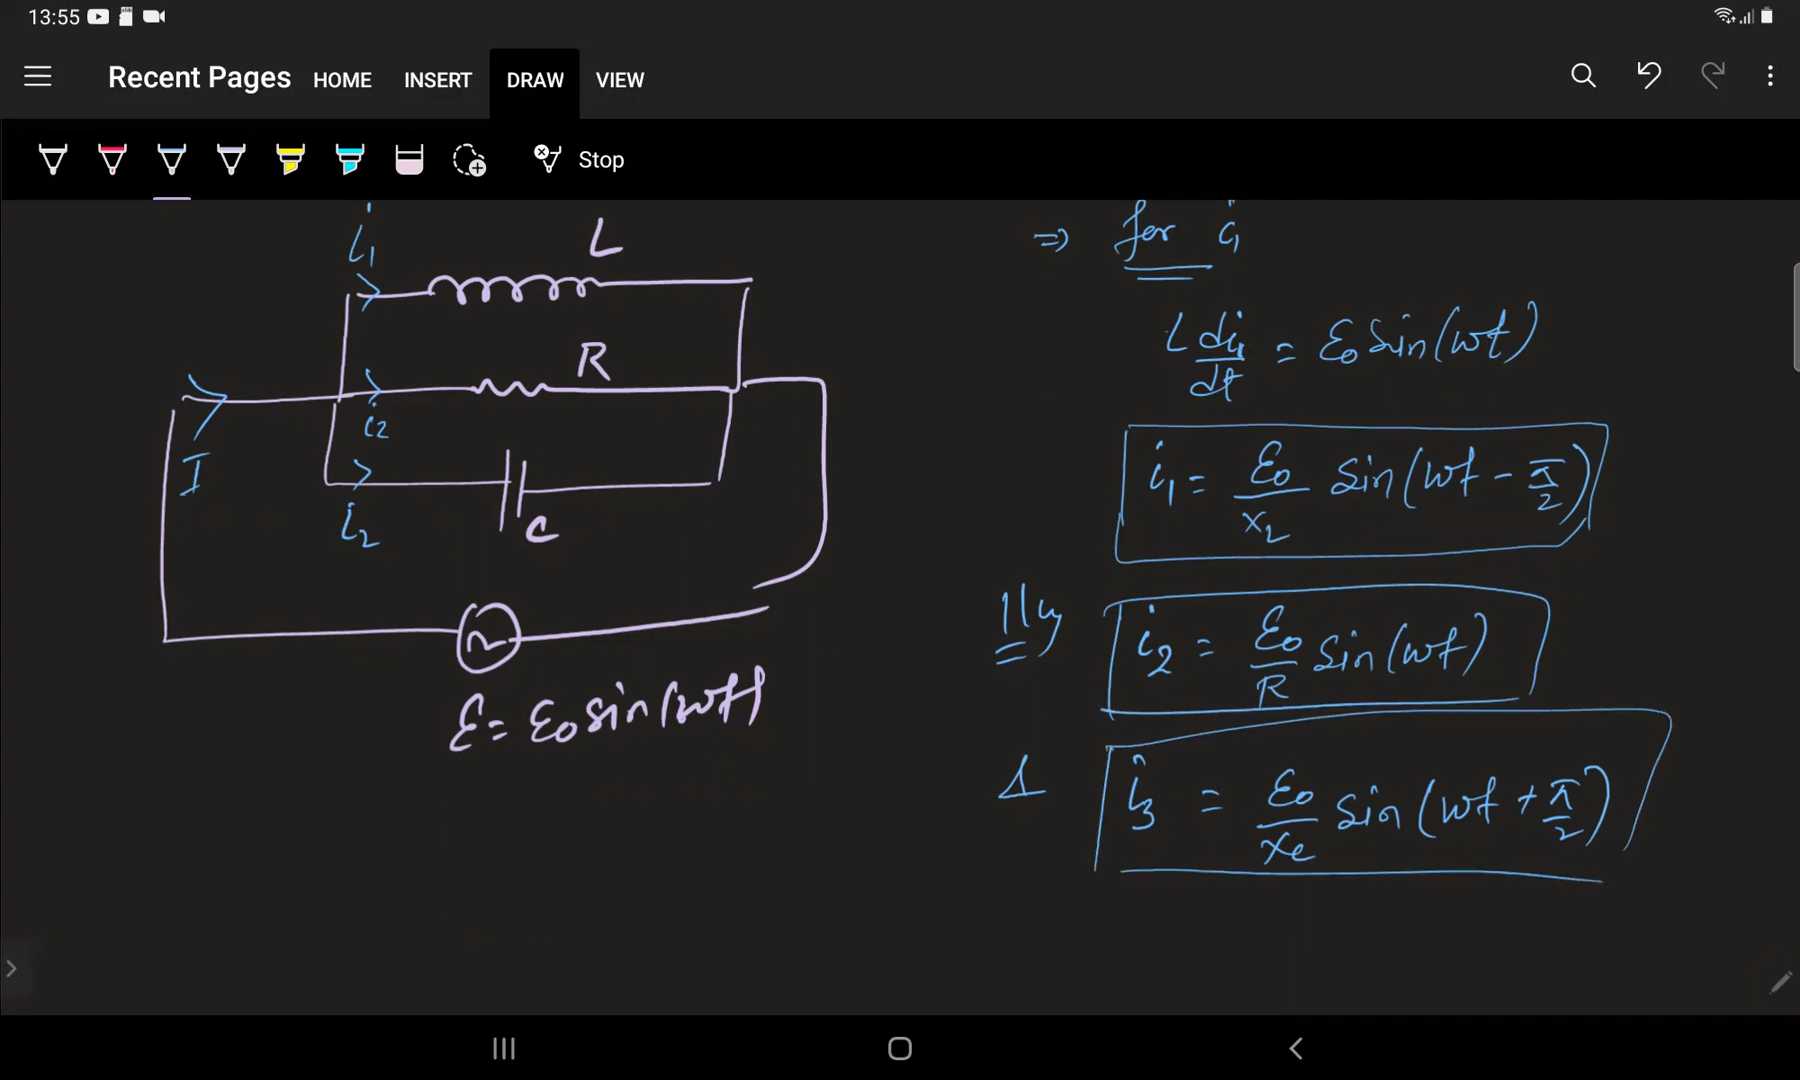 13:55
Recent Pages HOME INSERT DRAW VIEW
Stop
i₁
L
R
I
i₂
i₂
C
~
ℰ = ℰ₀ sin(ωt)
⇒ for i₁
L di₁/dt = ℰ₀ sin(ωt)
i₁ = ℰ₀/x₂ sin(ωt - π/2)
||ly i₂ = ℰ₀/R sin(ωt)
i₃ = ℰ₀/xc sin(ωt + π/2)